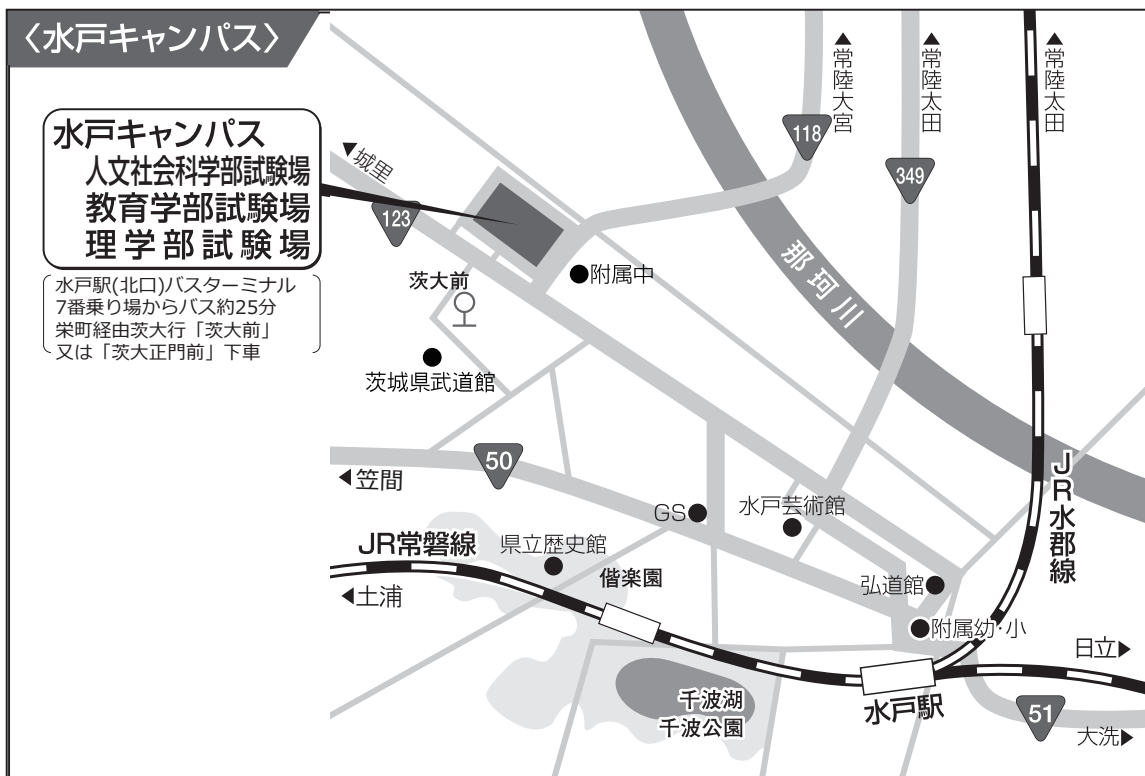 〈水戸キャンパス〉
水戸キャンパス
人文社会科学部試験場
教育学部試験場
理学部試験場
水戸駅(北口)バスターミナル
7番乗り場からバス約25分
栄町経由茨大行「茨大前」
又は「茨大正門前」下車
▼城里
123
▲常陸大宮
118
▲常陸太田
349
▲常陸太田
那珂川
茨大前
附属中
茨城県武道館
50
◀笠間
GS
水戸芸術館
JR水郡線
JR常磐線
県立歴史館
◀土浦
偕楽園
弘道館
附属幼・小
日立▶
千波湖
千波公園
水戸駅
51
大洗▶